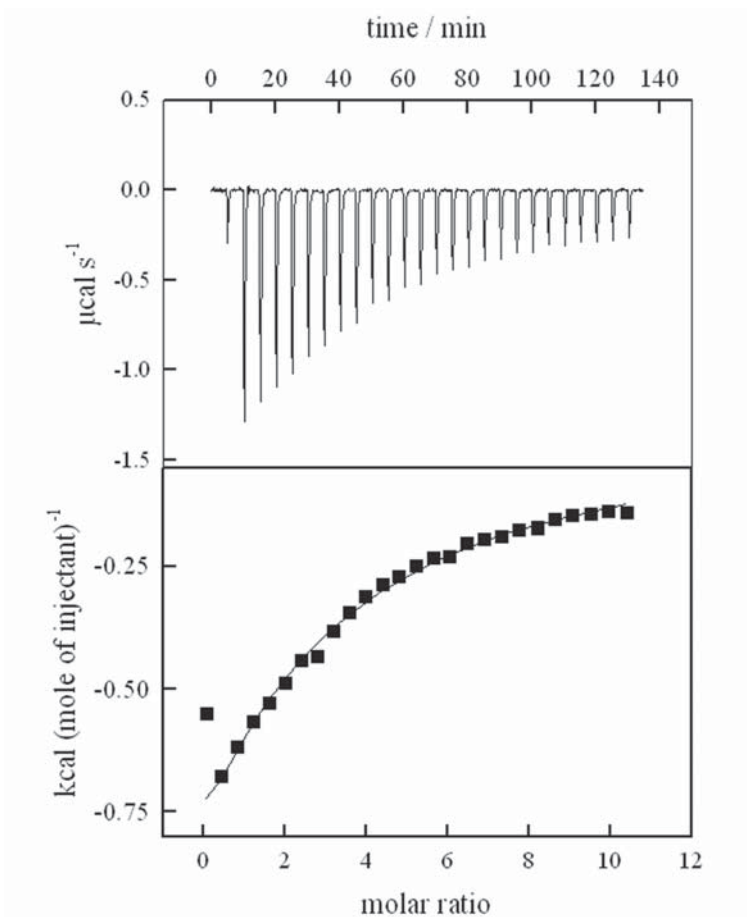 time / min
0 20 40 60 80 100 120 140
0.5
0.0
-0.5
-1.0
-1.5
µcal s⁻¹
-0.25
-0.50
-0.75
kcal (mole of injectant)⁻¹
0 2 4 6 8 10 12
molar ratio